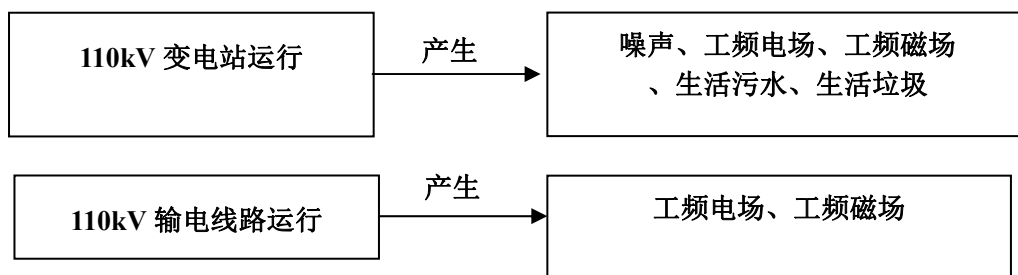 110kV 变电站运行
产生
噪声、工频电场、工频磁场
、生活污水、生活垃圾
110kV 输电线路运行
产生
工频电场、工频磁场